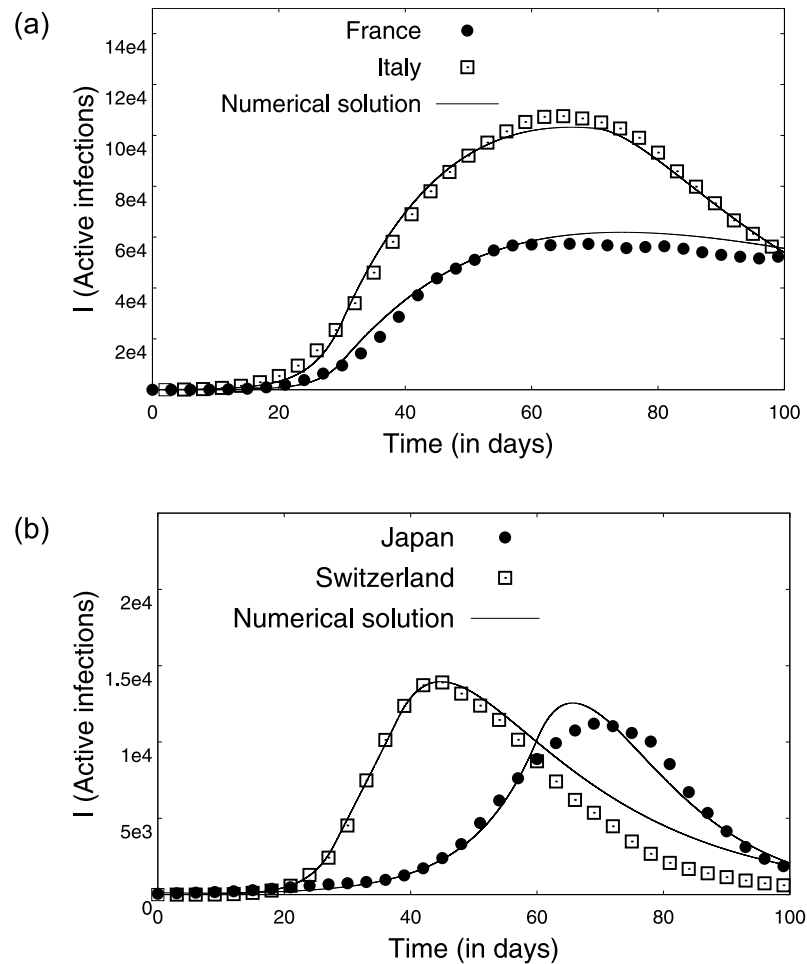 (a)
I (Active infections)
14e4
12e4
10e4
8e4
6e4
4e4
2e4
France
Italy
Numerical solution
0 20 40 60 80 100
Time (in days)
(b)
I (Active infections)
2e4
1.5e4
1e4
5e3
0
Japan
Switzerland
Numerical solution
0 20 40 60 80 100
Time (in days)